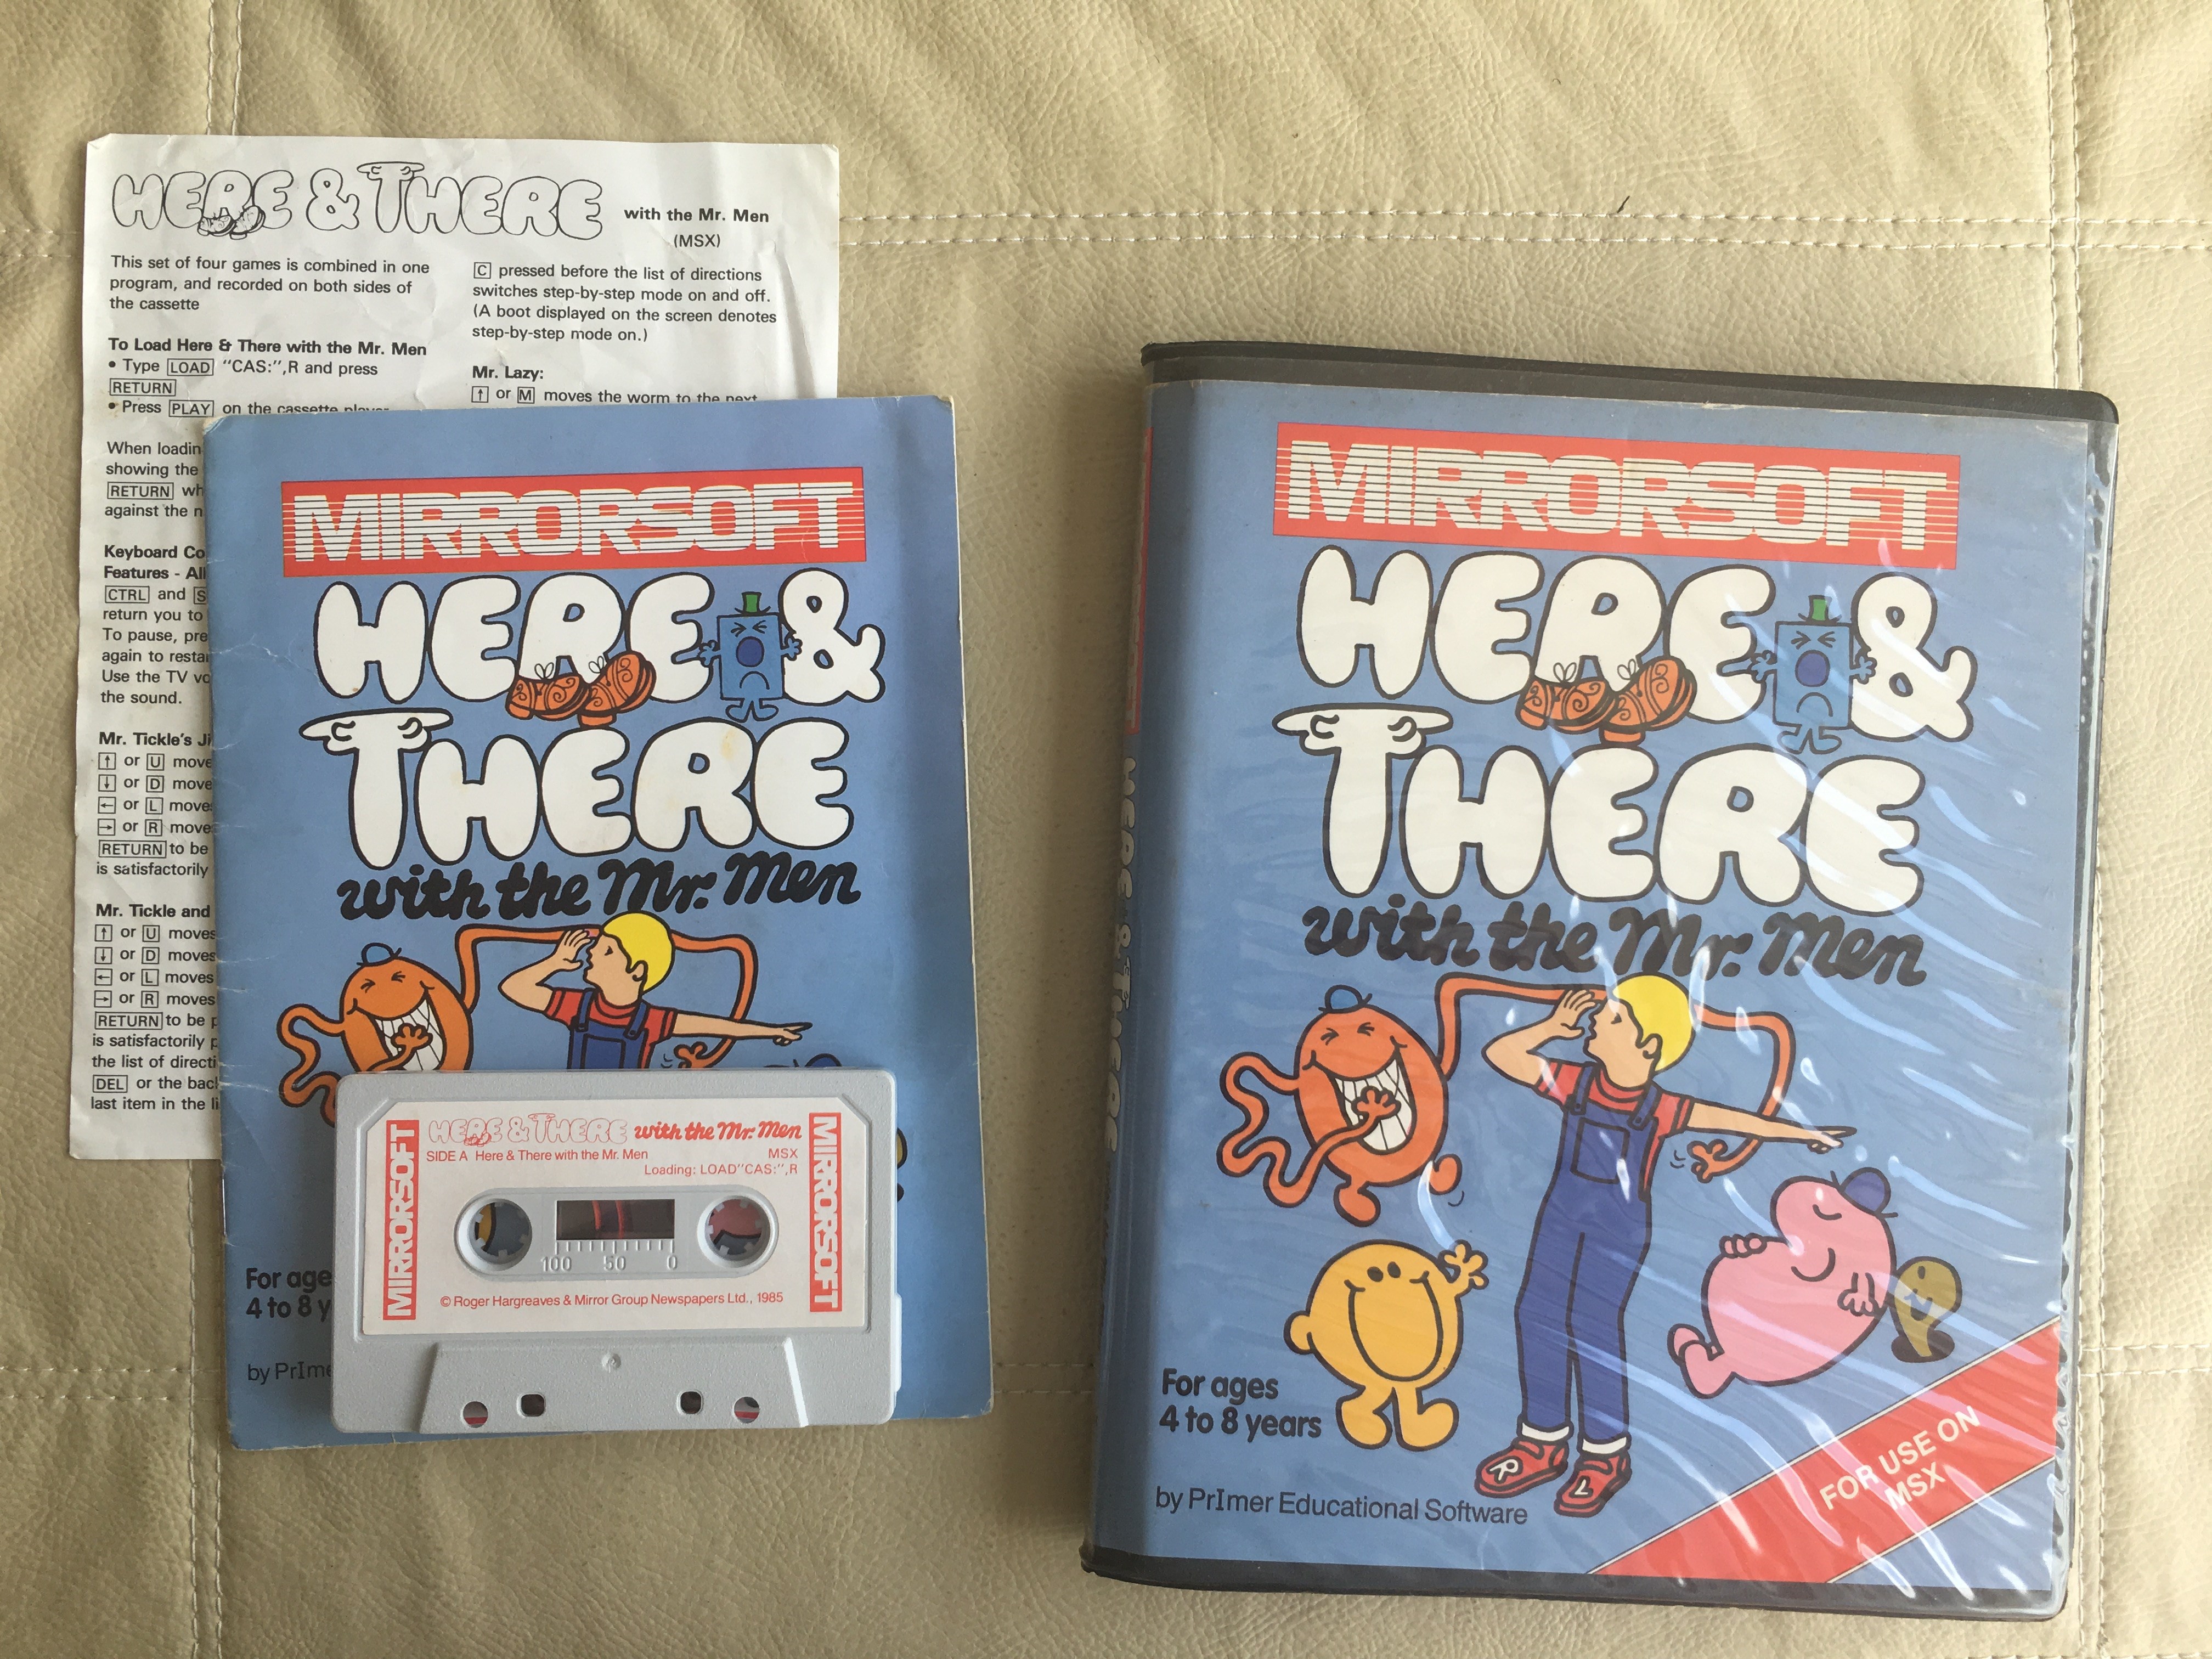 HERE & THERE with the Mr. Men
(MSX)
This set of four games is combined in one
program, and recorded on both sides of
the cassette
To Load Here & There with the Mr. Men
• Type LOAD "CAS:",R and press
RETURN
• Press PLAY on the cassette player
When loadin
showing the
RETURN wh
against the n
Keyboard Co
Features - All
CTRL and S
return you to
To pause, pre
again to restar
Use the TV vo
the sound.
Mr. Tickle's Ji
↑ or U move
↓ or D move
← or L move
→ or R move
RETURN to be
is satisfactorily
Mr. Tickle and
↑ or U moves
↓ or D moves
← or L moves
→ or R moves
RETURN to be p
is satisfactorily p
the list of directi
DEL or the back
last item in the li
C pressed before the list of directions
switches step-by-step mode on and off.
(A boot displayed on the screen denotes
step-by-step mode on.)
Mr. Lazy:
↑ or M moves the worm to the next
MIRRORSOFT
HERE &
THERE
with the Mr. Men
For age
4 to 8 y
by PrIme
MIRRORSOFT
HERE & THERE with the Mr. Men
SIDE A Here & There with the Mr. Men MSX
Loading: LOAD"CAS:",R
100 50 0
© Roger Hargreaves & Mirror Group Newspapers Ltd., 1985
MIRRORSOFT
HERE & THERE
MIRRORSOFT
HERE &
THERE
with the Mr. Men
For ages
4 to 8 years
R L
by PrImer Educational Software
FOR USE ON
MSX